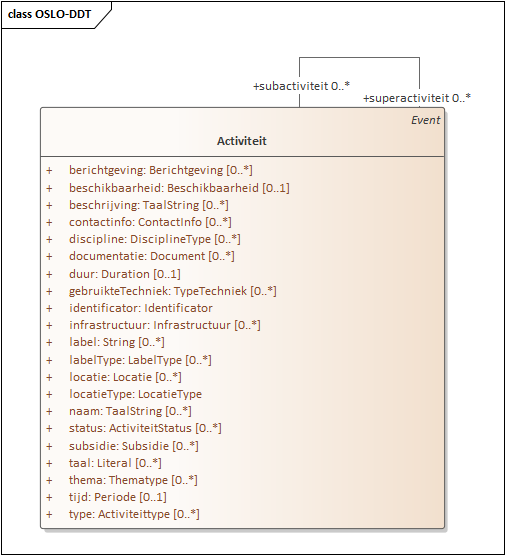 class OSLO-DDT
+subactiviteit 0..*
+superactiviteit 0..*
Event
Activiteit
+ berichtgeving: Berichtgeving [0..*]
+ beschikbaarheid: Beschikbaarheid [0..1]
+ beschrijving: TaalString [0..*]
+ contactinfo: ContactInfo [0..*]
+ discipline: DisciplineType [0..*]
+ documentatie: Document [0..*]
+ duur: Duration [0..1]
+ gebruikteTechniek: TypeTechniek [0..*]
+ identificator: Identificator
+ infrastructuur: Infrastructuur [0..*]
+ label: String [0..*]
+ labelType: LabelType [0..*]
+ locatie: Locatie [0..*]
+ locatieType: LocatieType
+ naam: TaalString [0..*]
+ status: ActiviteitStatus [0..*]
+ subsidie: Subsidie [0..*]
+ taal: Literal [0..*]
+ thema: Thematype [0..*]
+ tijd: Periode [0..1]
+ type: Activiteittype [0..*]